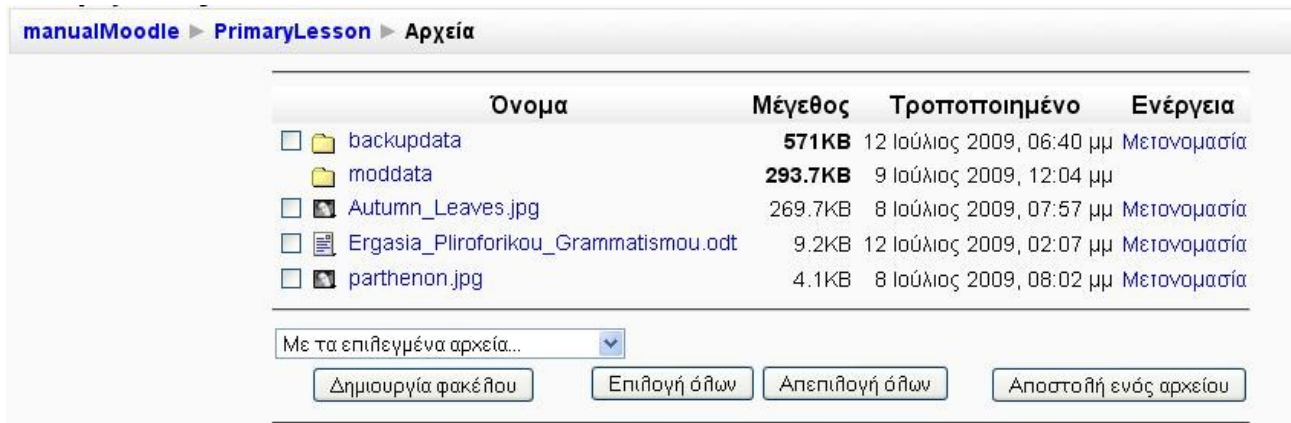 manualMoodle ► PrimaryLesson ► Αρχεία
Όνομα Μέγεθος Τροποποιημένο Ενέργεια
backupdata 571KB 12 Ιούλιος 2009, 06:40 μμ Μετονομασία
moddata 293.7KB 9 Ιούλιος 2009, 12:04 μμ
Autumn_Leaves.jpg 269.7KB 8 Ιούλιος 2009, 07:57 μμ Μετονομασία
Ergasia_Pliroforikou_Grammatismou.odt 9.2KB 12 Ιούλιος 2009, 02:07 μμ Μετονομασία
parthenon.jpg 4.1KB 8 Ιούλιος 2009, 08:02 μμ Μετονομασία
Με τα επιλεγμένα αρχεία...
Δημιουργία φακέλου Επιλογή όλων Απεπιλογή όλων Αποστολή ενός αρχείου